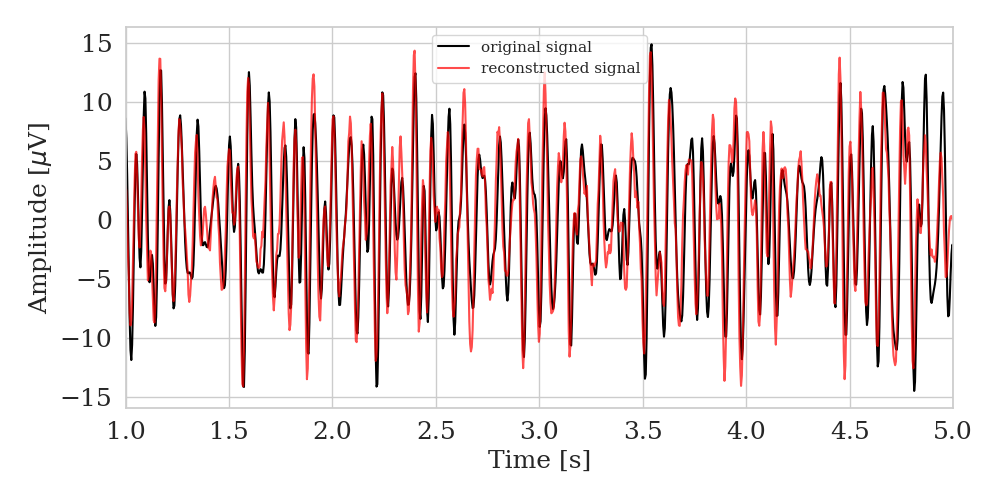 original signal
reconstructed signal
15
10
5
0
−5
−10
−15
Amplitude [μV]
1.0 1.5 2.0 2.5 3.0 3.5 4.0 4.5 5.0
Time [s]